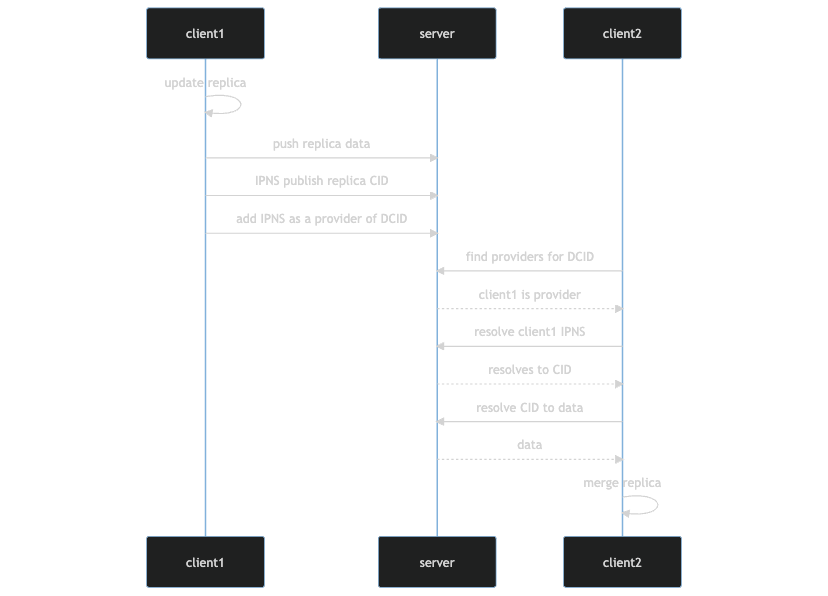 client1
server
client2
update replica
push replica data
IPNS publish replica CID
add IPNS as a provider of DCID
find providers for DCID
client1 is provider
resolve client1 IPNS
resolves to CID
resolve CID to data
data
merge replica
client1
server
client2